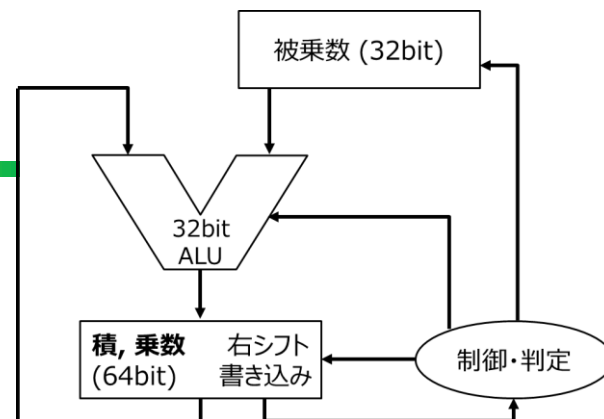 被乗数 (32bit)
32bit
ALU
積, 乗数 右シフト
(64bit) 書き込み
制御・判定